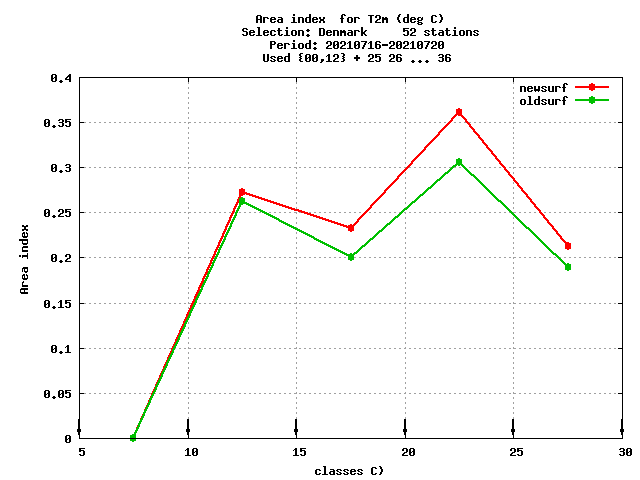 Area index  for T2m (deg C)
Selection: Denmark     52 stations
Period: 20210716-20210720
Used {00,12} + 25 26 ... 36
newsurf
oldsurf
0.4
0.35
0.3
0.25
0.2
0.15
0.1
0.05
0
Area index
5 10 15 20 25 30
classes C)